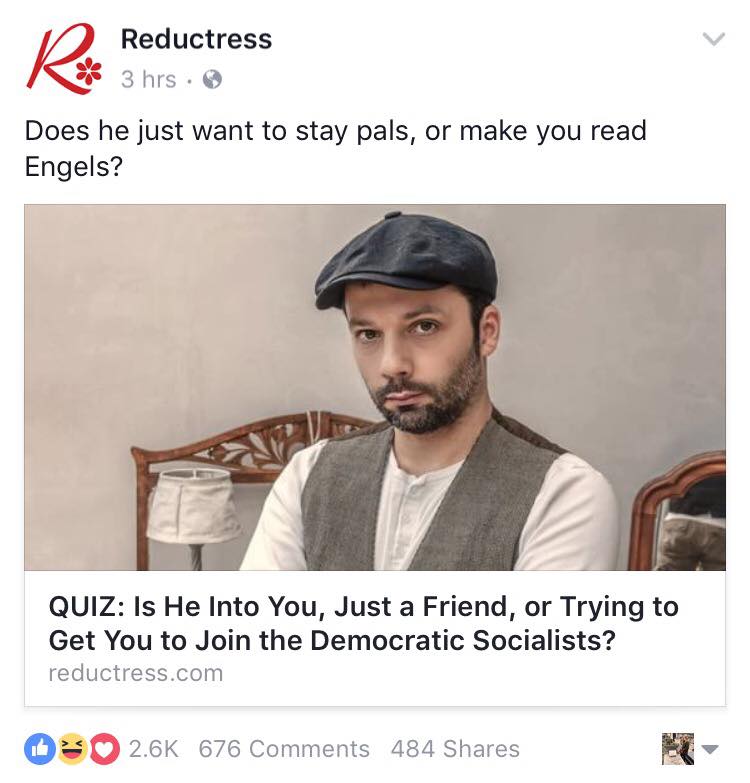 Reductress
3 hrs ·
Does he just want to stay pals, or make you read
Engels?
QUIZ: Is He Into You, Just a Friend, or Trying to
Get You to Join the Democratic Socialists?
reductress.com
2.6K 676 Comments 484 Shares